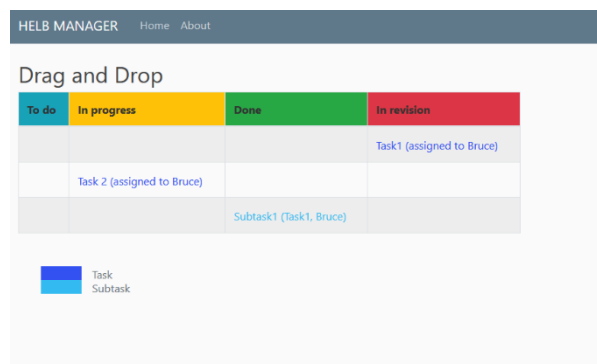 HELB MANAGER Home About
Drag and Drop
To do In progress Done In revision
Task1 (assigned to Bruce)
Task 2 (assigned to Bruce)
Subtask1 (Task1, Bruce)
Task
Subtask